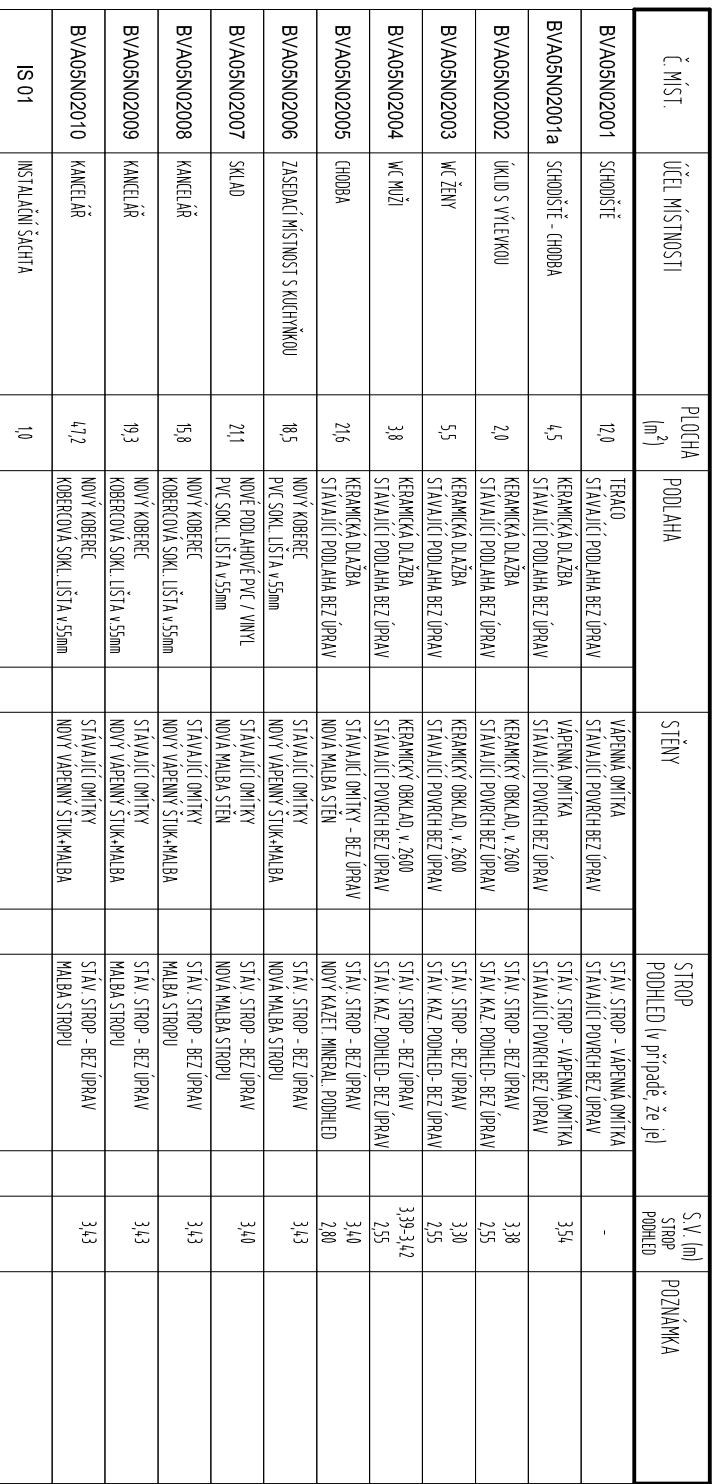 Č. MÍST.
ÚČEL MÍSTNOSTI
PLOCHA
(m²)
PODLAHA
STĚNY
STROP
PODHLED (v případě, že je)
S.V. (m)
STROP
PODHLED
POZNÁMKA
BVA05N02001
SCHODIŠTĚ
12,0
TERACO
STÁVAJÍCÍ PODLAHA BEZ ÚPRAV
VÁPENNÁ OMÍTKA
STÁVAJÍCÍ POVRCH BEZ ÚPRAV
STÁV. STROP - VÁPENNÁ OMÍTKA
STÁVAJÍCÍ POVRCH BEZ ÚPRAV
-
BVA05N02001a
SCHODIŠTĚ - CHODBA
4,5
KERAMICKÁ DLAŽBA
STÁVAJÍCÍ PODLAHA BEZ ÚPRAV
VÁPENNÁ OMÍTKA
STÁVAJÍCÍ POVRCH BEZ ÚPRAV
STÁV. STROP - VÁPENNÁ OMÍTKA
STÁVAJÍCÍ POVRCH BEZ ÚPRAV
3,54
BVA05N02002
ÚKLID S VÝLEVKOU
2,0
KERAMICKÁ DLAŽBA
STÁVAJÍCÍ PODLAHA BEZ ÚPRAV
KERAMICKÝ OBKLAD, v. 2600
STÁVAJÍCÍ POVRCH BEZ ÚPRAV
STÁV. STROP - BEZ ÚPRAV
STÁV. KAZ. PODHLED- BEZ ÚPRAV
3,38
2,55
BVA05N02003
WC ŽENY
5,5
KERAMICKÁ DLAŽBA
STÁVAJÍCÍ PODLAHA BEZ ÚPRAV
KERAMICKÝ OBKLAD, v. 2600
STÁVAJÍCÍ POVRCH BEZ ÚPRAV
STÁV. STROP - BEZ ÚPRAV
STÁV. KAZ. PODHLED- BEZ ÚPRAV
3,30
2,55
BVA05N02004
WC MUŽI
3,8
KERAMICKÁ DLAŽBA
STÁVAJÍCÍ PODLAHA BEZ ÚPRAV
KERAMICKÝ OBKLAD, v. 2600
STÁVAJÍCÍ POVRCH BEZ ÚPRAV
STÁV. STROP - BEZ ÚPRAV
STÁV. KAZ. PODHLED- BEZ ÚPRAV
3,39-3,42
2,55
BVA05N02005
CHODBA
21,6
KERAMICKÁ DLAŽBA
STÁVAJÍCÍ PODLAHA BEZ ÚPRAV
STÁVAJÍCÍ OMÍTKY - BEZ ÚPRAV
NOVÁ MALBA STĚN
STÁV. STROP - BEZ ÚPRAV
NOVÝ KAZET. MINERAL. PODHLED
3,40
2,80
BVA05N02006
ZASEDACÍ MÍSTNOST S KUCHYŇKOU
18,5
NOVÝ KOBEREC
PVC SOKL. LIŠTA v.55mm
STÁVAJÍCÍ OMÍTKY
NOVÝ VÁPENNÝ ŠTUK+MALBA
STÁV. STROP - BEZ ÚPRAV
NOVÁ MALBA STROPU
3,43
BVA05N02007
SKLAD
21,1
NOVÉ PODLAHOVÉ PVC / VINYL
PVC SOKL. LIŠTA v.55mm
STÁVAJÍCÍ OMÍTKY
NOVÁ MALBA STĚN
STÁV. STROP - BEZ ÚPRAV
NOVÁ MALBA STROPU
3,40
BVA05N02008
KANCELÁŘ
15,8
NOVÝ KOBEREC
KOBERCOVÁ SOKL. LIŠTA v.55mm
STÁVAJÍCÍ OMÍTKY
NOVÝ VÁPENNÝ ŠTUK+MALBA
STÁV. STROP - BEZ ÚPRAV
MALBA STROPU
3,43
BVA05N02009
KANCELÁŘ
19,3
NOVÝ KOBEREC
KOBERCOVÁ SOKL. LIŠTA v.55mm
STÁVAJÍCÍ OMÍTKY
NOVÝ VÁPENNÝ ŠTUK+MALBA
STÁV. STROP - BEZ ÚPRAV
MALBA STROPU
3,43
BVA05N02010
KANCELÁŘ
47,2
NOVÝ KOBEREC
KOBERCOVÁ SOKL. LIŠTA v.55mm
STÁVAJÍCÍ OMÍTKY
NOVÝ VÁPENNÝ ŠTUK+MALBA
STÁV. STROP - BEZ ÚPRAV
MALBA STROPU
3,43
IS 01
INSTALAČNÍ ŠACHTA
1,0